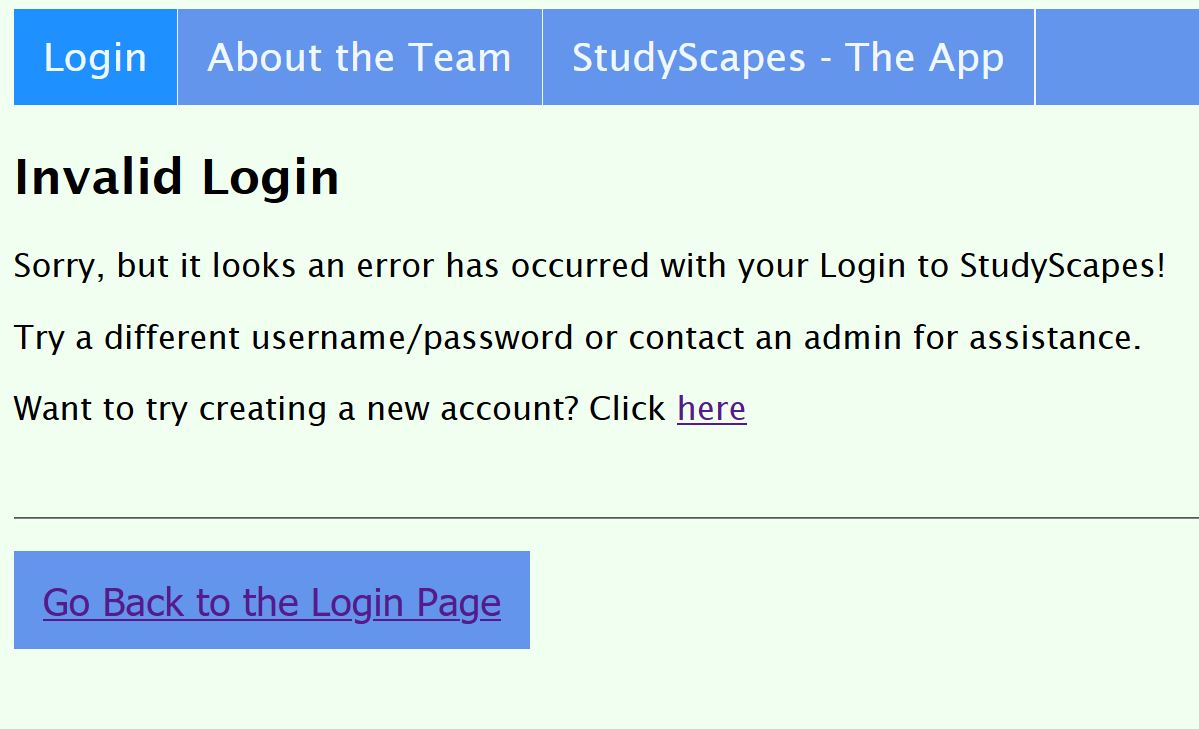 Login About the Team StudyScapes - The App
Invalid Login
Sorry, but it looks an error has occurred with your Login to StudyScapes!
Try a different username/password or contact an admin for assistance.
Want to try creating a new account? Click here
Go Back to the Login Page